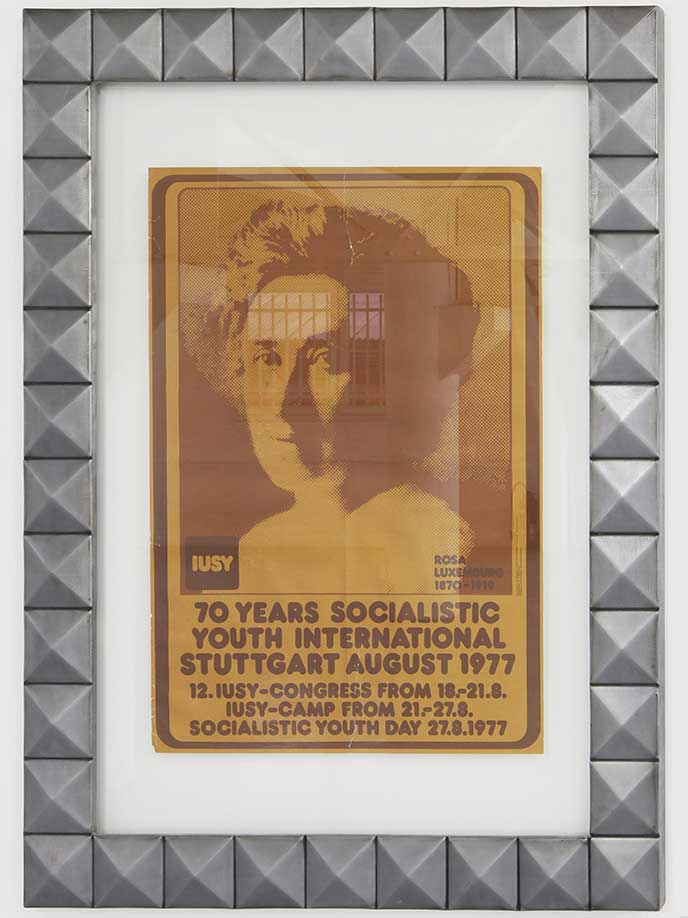 IUSY
ROSA
LUXEMBURG
1870-1919
70 YEARS SOCIALISTIC
YOUTH INTERNATIONAL
STUTTGART AUGUST 1977
12. IUSY-CONGRESS FROM 18.-21.8.
IUSY-CAMP FROM 21.-27.8.
SOCIALISTIC YOUTH DAY 27.8.1977